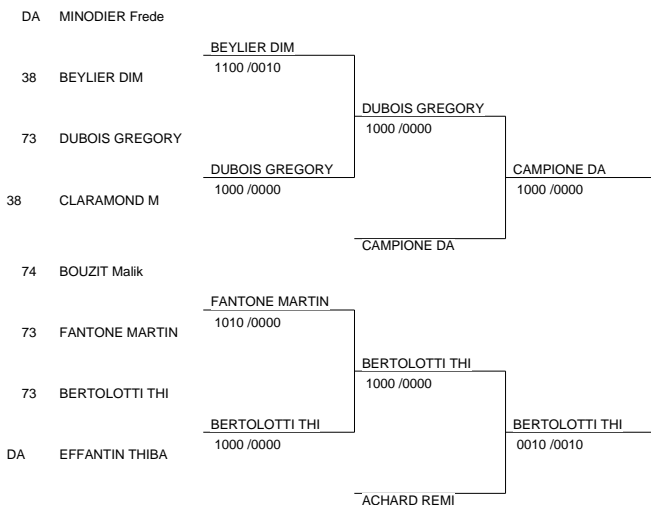 DA MINODIER Frede
BEYLIER DIM
1100 /0010
38 BEYLIER DIM
DUBOIS GREGORY
1000 /0000
73 DUBOIS GREGORY
DUBOIS GREGORY
1000 /0000
CAMPIONE DA
1000 /0000
38 CLARAMOND M
CAMPIONE DA
74 BOUZIT Malik
FANTONE MARTIN
1010 /0000
73 FANTONE MARTIN
BERTOLOTTI THI
1000 /0000
73 BERTOLOTTI THI
BERTOLOTTI THI
1000 /0000
BERTOLOTTI THI
0010 /0010
DA EFFANTIN THIBA
ACHARD REMI